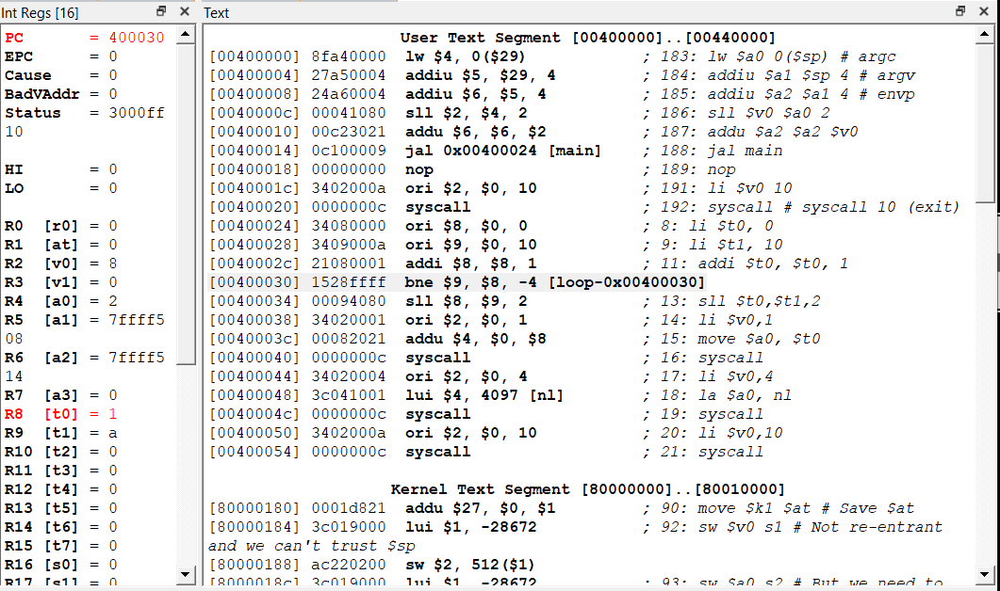 Int Regs [16]
PC       = 400030
EPC      = 0
Cause    = 0
BadVAddr = 0
Status   = 3000ff
10
HI       = 0
LO       = 0
R0  [r0] = 0
R1  [at] = 0
R2  [v0] = 8
R3  [v1] = 0
R4  [a0] = 2
R5  [a1] = 7ffff5
08
R6  [a2] = 7ffff5
14
R7  [a3] = 0
R8  [t0] = 1
R9  [t1] = a
R10 [t2] = 0
R11 [t3] = 0
R12 [t4] = 0
R13 [t5] = 0
R14 [t6] = 0
R15 [t7] = 0
R16 [s0] = 0
R17 [s1] = 0
Text
User Text Segment [00400000]..[00440000]
[00400000] 8fa40000  lw $4, 0($29)            ; 183: lw $a0 0($sp) # argc
[00400004] 27a50004  addiu $5, $29, 4         ; 184: addiu $a1 $sp 4 # argv
[00400008] 24a60004  addiu $6, $5, 4          ; 185: addiu $a2 $a1 4 # envp
[0040000c] 00041080  sll $2, $4, 2            ; 186: sll $v0 $a0 2
[00400010] 00c23021  addu $6, $6, $2          ; 187: addu $a2 $a2 $v0
[00400014] 0c100009  jal 0x00400024 [main]    ; 188: jal main
[00400018] 00000000  nop                      ; 189: nop
[0040001c] 3402000a  ori $2, $0, 10           ; 191: li $v0 10
[00400020] 0000000c  syscall                  ; 192: syscall # syscall 10 (exit)
[00400024] 34080000  ori $8, $0, 0            ; 8: li $t0, 0
[00400028] 3409000a  ori $9, $0, 10           ; 9: li $t1, 10
[0040002c] 21080001  addi $8, $8, 1           ; 11: addi $t0, $t0, 1
[00400030] 1528ffff  bne $9, $8, -4 [loop-0x00400030]
[00400034] 00094080  sll $8, $9, 2            ; 13: sll $t0,$t1,2
[00400038] 34020001  ori $2, $0, 1            ; 14: li $v0,1
[0040003c] 00082021  addu $4, $0, $8          ; 15: move $a0, $t0
[00400040] 0000000c  syscall                  ; 16: syscall
[00400044] 34020004  ori $2, $0, 4            ; 17: li $v0,4
[00400048] 3c041001  lui $4, 4097 [nl]        ; 18: la $a0, nl
[0040004c] 0000000c  syscall                  ; 19: syscall
[00400050] 3402000a  ori $2, $0, 10           ; 20: li $v0,10
[00400054] 0000000c  syscall                  ; 21: syscall
Kernel Text Segment [80000000]..[80010000]
[80000180] 0001d821  addu $27, $0, $1         ; 90: move $k1 $at # Save $at
[80000184] 3c019000  lui $1, -28672           ; 92: sw $v0 s1 # Not re-entrant
and we can't trust $sp
[80000188] ac220200  sw $2, 512($1)
[8000018c] 3c019000  lui $1, -28672           ; 93: sw $a0 s2 # But we need to